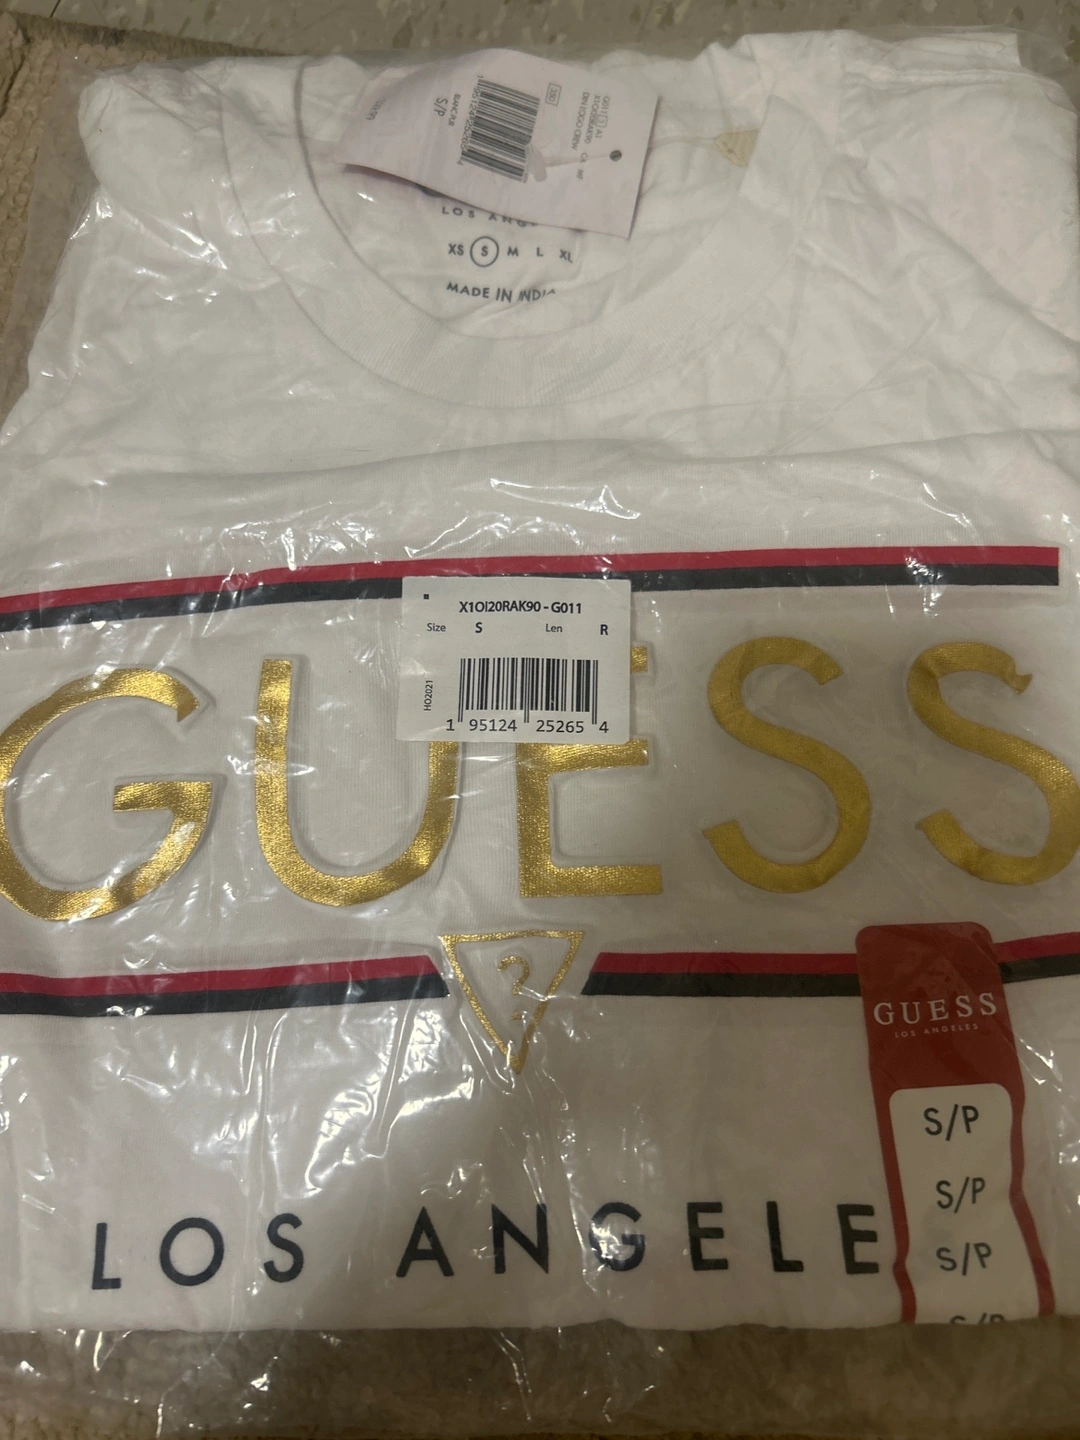 S/P
LOS ANG
XS S M L XL
MADE IN INDIA
X1OI20RAK90 - G011
Size S Len R
HO2021
1 95124 25265 4
GUESS
?
GUESS
LOS ANGELES
S/P
S/P
S/P
S/P
LOS ANGELE